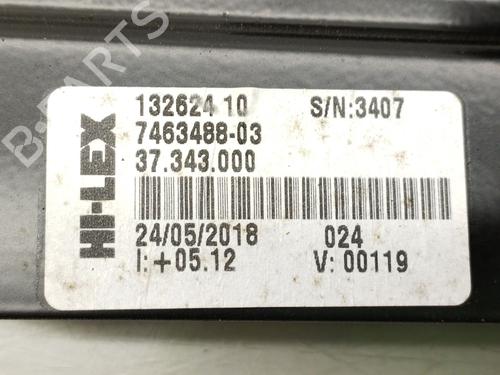 B-PARTS
HI-LEX
132624 10 S/N:3407
7463488-03
37.343.000
24/05/2018 024
I:+05.12 V: 00119